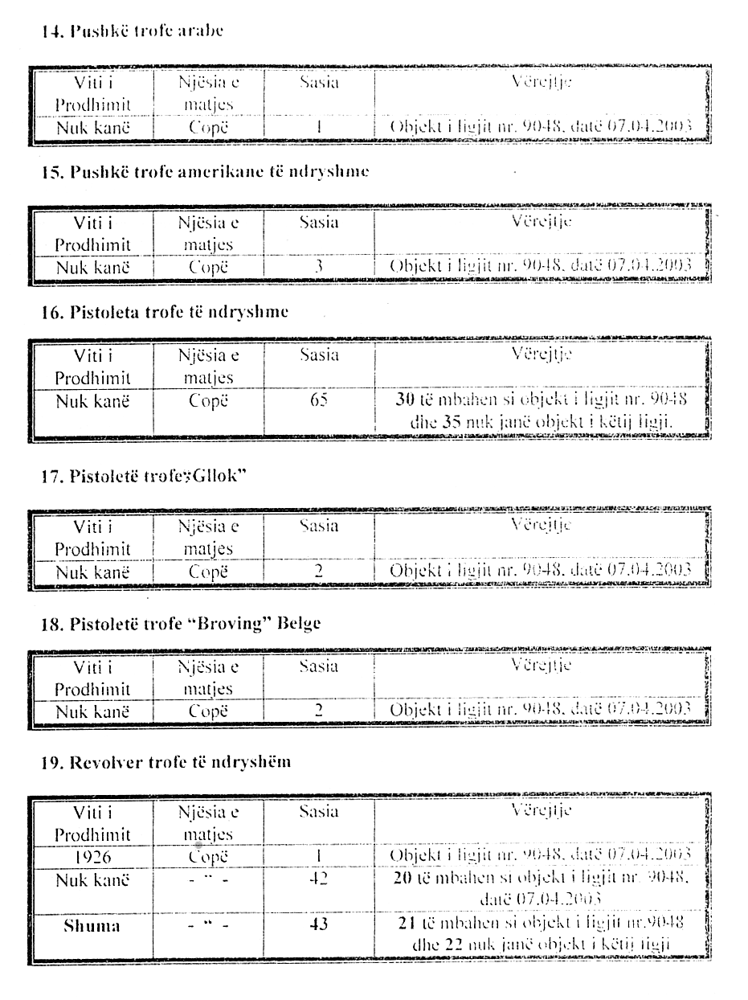 14. Pushkë trofe arabe
Viti i Njësia e Sasia Vërejtje
Prodhimit matjes
Nuk kanë Copë 1 Objekt i ligjit nr. 9048, datë 07.04.2003
15. Pushkë trofe amerikane të ndryshme
Viti i Njësia e Sasia Vërejtje
Prodhimit matjes
Nuk kanë Copë 3 Objekt i ligjit nr. 9048, datë 07.04.2003
16. Pistoleta trofe të ndryshme
Viti i Njësia e Sasia Vërejtje
Prodhimit matjes
Nuk kanë Copë 65 30 të mbahen si objekt i ligjit nr. 9048
dhe 35 nuk janë objekt i këtij ligji.
17. Pistoletë trofe”Gllok”
Viti i Njësia e Sasia Vërejtje
Prodhimit matjes
Nuk kanë Copë 2 Objekt i ligjit nr. 9048, datë 07.04.2003
18. Pistoletë trofe “Broving” Belge
Viti i Njësia e Sasia Vërejtje
Prodhimit matjes
Nuk kanë Copë 2 Objekt i ligjit nr. 9048, datë 07.04.2003
19. Revolver trofe të ndryshëm
Viti i Njësia e Sasia Vërejtje
Prodhimit matjes
1926 Copë 1 Objekt i ligjit nr. 9048, datë 07.04.2003
Nuk kanë - “ - 42 20 të mbahen si objekt i ligjit nr. 9048,
datë 07.04.2003
Shuma - “ - 43 21 të mbahen si objekt i ligjit nr.9048
dhe 22 nuk janë objekt i këtij ligji